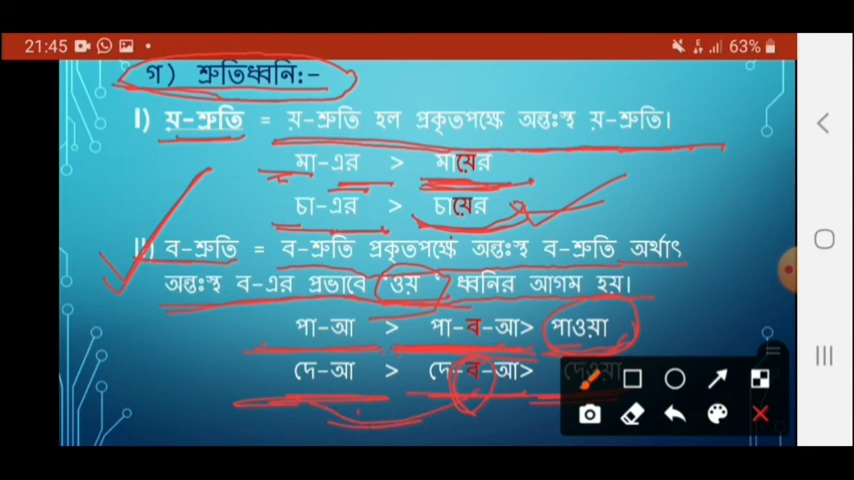 21:45
63%
গ) শ্রুতিধ্বনি:-
I) য়-শ্রুতি = য়-শ্রুতি হল প্রকৃতপক্ষে অন্তঃস্থ য়-শ্রুতি।
মা-এর > মায়ের
চা-এর > চায়ের
II) ব-শ্রুতি = ব-শ্রুতি প্রকৃতপক্ষে অন্তঃস্থ ব-শ্রুতি অর্থাৎ
অন্তঃস্থ ব-এর প্রভাবে 'ওয়' ধ্বনির আগম হয়।
পা-আ > পা-ব-আ> পাওয়া
দে-আ > দে-ব-আ> দেওয়া